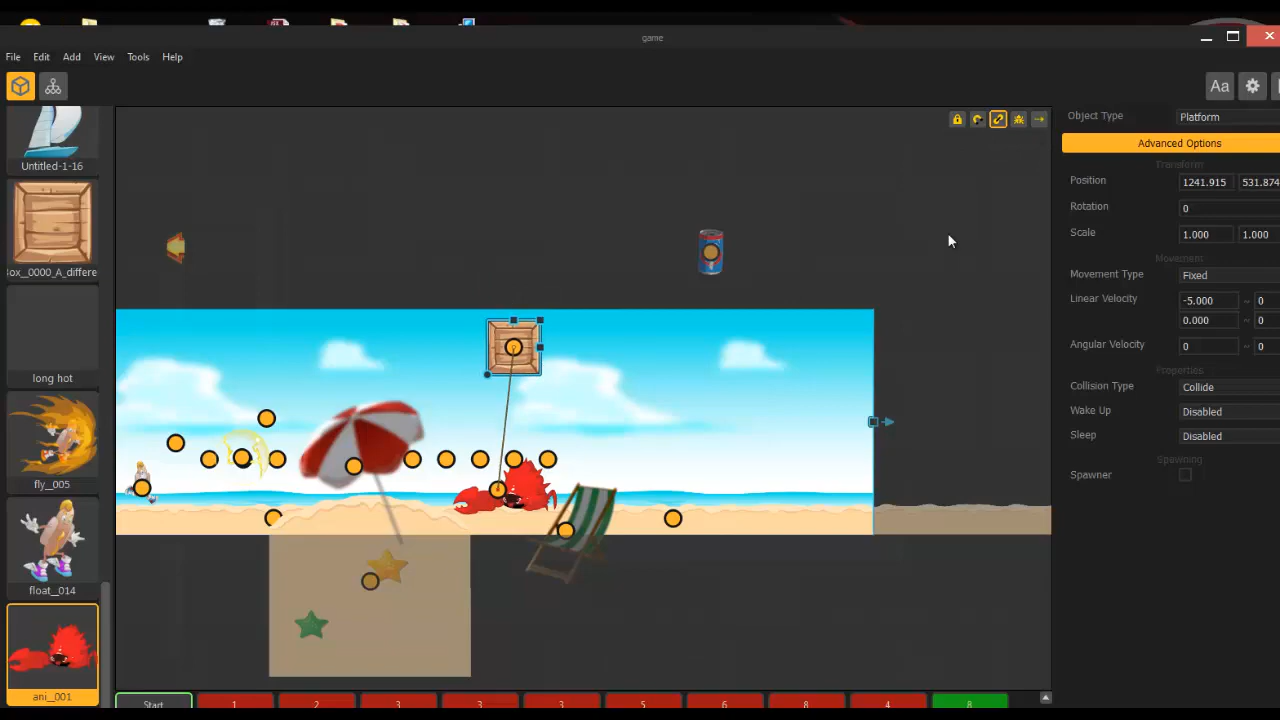 game
File Edit Add View Tools Help
Aa
Untitled-1-16
ox_0000_A_differe
long hot
fly_005
float_014
ani_001
Object Type Platform
Advanced Options
Transform
Position 1241.915 531.874
Rotation 0
Scale 1.000 1.000
Movement
Movement Type Fixed
Linear Velocity -5.000 ~ 0
0.000 ~ 0
Angular Velocity 0 ~ 0
Properties
Collision Type Collide
Wake Up Disabled
Sleep Disabled
Spawning
Spawner
Start 1 2 3 3 3 5 6 8 4 8